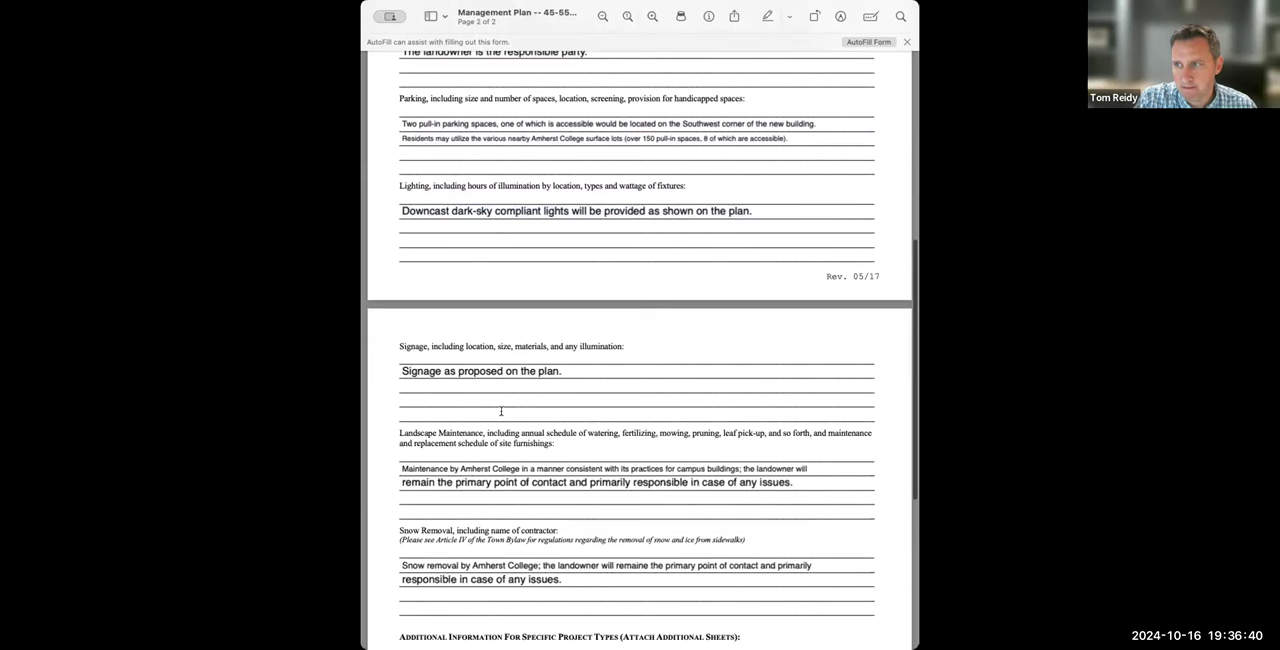 Management Plan -- 45-55...
Page 2 of 2
AutoFill can assist with filling out this form.
AutoFill Form
The landowner is the responsible party.
Parking, including size and number of spaces, location, screening, provision for handicapped spaces:
Two pull-in parking spaces, one of which is accessible would be located on the Southwest corner of the new building.
Residents may utilize the various nearby Amherst College surface lots (over 150 pull-in spaces, 8 of which are accessible).
Lighting, including hours of illumination by location, types and wattage of fixtures:
Downcast dark-sky compliant lights will be provided as shown on the plan.
Rev. 05/17
Signage, including location, size, materials, and any illumination:
Signage as proposed on the plan.
Landscape Maintenance, including annual schedule of watering, fertilizing, mowing, pruning, leaf pick-up, and so forth, and maintenance
and replacement schedule of site furnishings:
Maintenance by Amherst College in a manner consistent with its practices for campus buildings; the landowner will
remain the primary point of contact and primarily responsible in case of any issues.
Snow Removal, including name of contractor:
(Please see Article IV of the Town Bylaw for regulations regarding the removal of snow and ice from sidewalks)
Snow removal by Amherst College; the landowner will remaine the primary point of contact and primarily
responsible in case of any issues.
ADDITIONAL INFORMATION FOR SPECIFIC PROJECT TYPES (ATTACH ADDITIONAL SHEETS):
Tom Reidy
2024-10-16 19:36:40